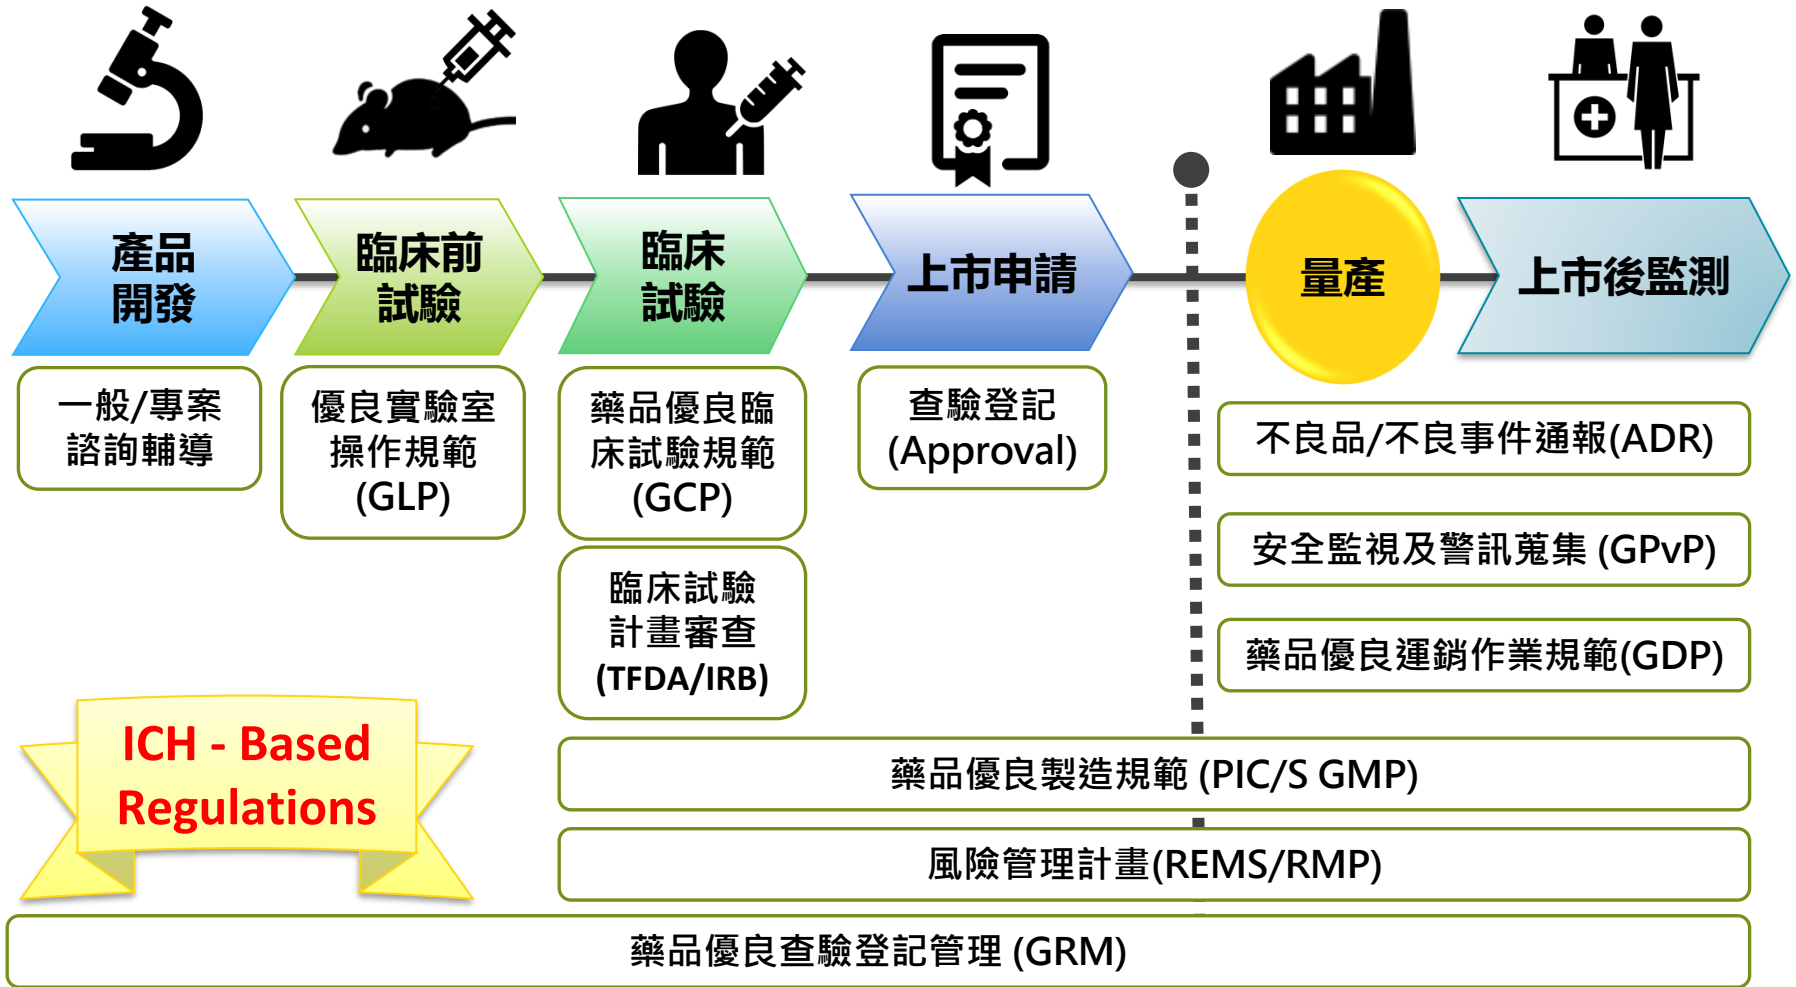 產品
開發
臨床前
試驗
臨床
試驗
上市申請
量產
上市後監測
一般/專案
諮詢輔導
優良實驗室
操作規範
(GLP)
藥品優良臨
床試驗規範
(GCP)
臨床試驗
計畫審查
(TFDA/IRB)
查驗登記
(Approval)
不良品/不良事件通報(ADR)
安全監視及警訊蒐集 (GPvP)
藥品優良運銷作業規範(GDP)
ICH - Based
Regulations
藥品優良製造規範 (PIC/S GMP)
風險管理計畫(REMS/RMP)
藥品優良查驗登記管理 (GRM)